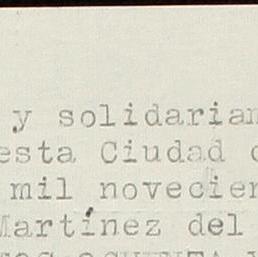 y solidarian
esta Ciudad
mil novecien
Martínez del